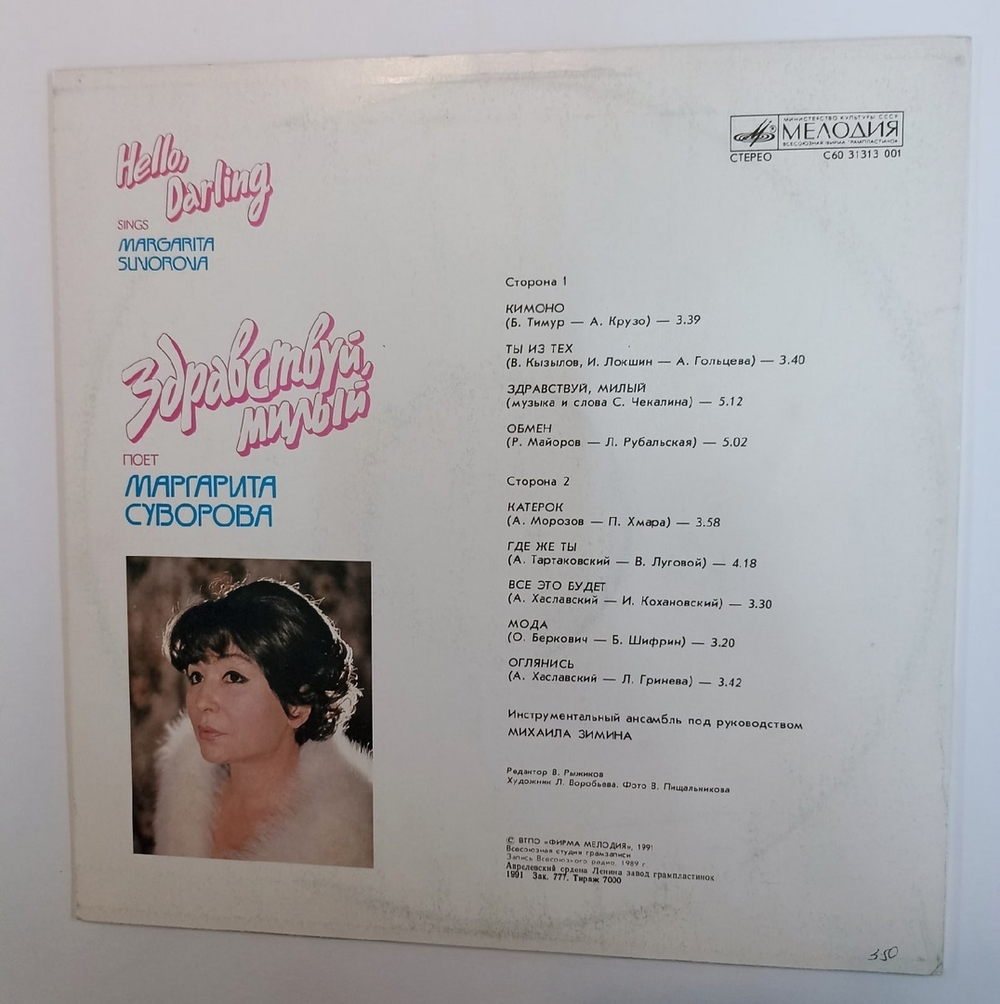 Hello,
Darling
SINGS
MARGARITA
SUVOROVA
Здравствуй,
милый
ПОЕТ
МАРГАРИТА
СУВОРОВА
МИНИСТЕРСТВО КУЛЬТУРЫ СССР
МЕЛОДИЯ
ВСЕСОЮЗНАЯ ФИРМА ГРАМПЛАСТИНОК
СТЕРЕО С60 31313 001
Сторона 1
КИМОНО
(Б. Тимур — А. Крузо) — 3.39
ТЫ ИЗ ТЕХ
(В. Кызылов, И. Локшин — А. Гольцева) — 3.40
ЗДРАВСТВУЙ, МИЛЫЙ
(музыка и слова С. Чекалина) — 5.12
ОБМЕН
(Р. Майоров — Л. Рубальская) — 5.02
Сторона 2
КАТЕРОК
(А. Морозов — П. Хмара) — 3.58
ГДЕ ЖЕ ТЫ
(А. Тартаковский — В. Луговой) — 4.18
ВСЕ ЭТО БУДЕТ
(А. Хаславский — И. Кохановский) — 3.30
МОДА
(О. Беркович — Б. Шифрин) — 3.20
ОГЛЯНИСЬ
(А. Хаславский — Л. Гринева) — 3.42
Инструментальный ансамбль под руководством
МИХАИЛА ЗИМИНА
Редактор В. Рыжиков
Художник Л. Воробьева. Фото В. Пищальникова
© ВТПО «ФИРМА МЕЛОДИЯ», 1991
Всесоюзная студия грамзаписи
Запись Всесоюзного радио, 1989 г.
Апрелевский ордена Ленина завод грампластинок
1991 Зак. 777. Тираж 7000